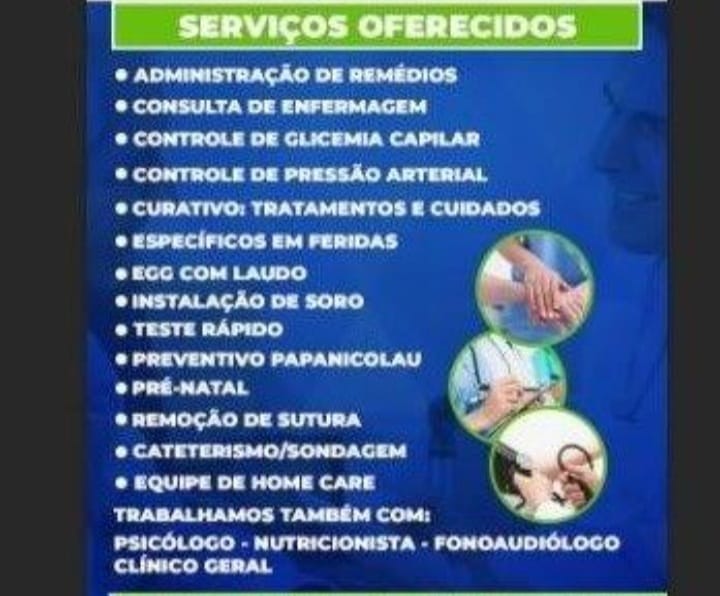 SERVIÇOS OFERECIDOS
• ADMINISTRAÇÃO DE REMÉDIOS
• CONSULTA DE ENFERMAGEM
• CONTROLE DE GLICEMIA CAPILAR
• CONTROLE DE PRESSÃO ARTERIAL
• CURATIVO: TRATAMENTOS E CUIDADOS
• ESPECÍFICOS EM FERIDAS
• EGG COM LAUDO
• INSTALAÇÃO DE SORO
• TESTE RÁPIDO
• PREVENTIVO PAPANICOLAU
• PRÉ-NATAL
• REMOÇÃO DE SUTURA
• CATETERISMO/SONDAGEM
• EQUIPE DE HOME CARE
TRABALHAMOS TAMBÉM COM:
PSICÓLOGO - NUTRICIONISTA - FONOAUDIÓLOGO
CLÍNICO GERAL